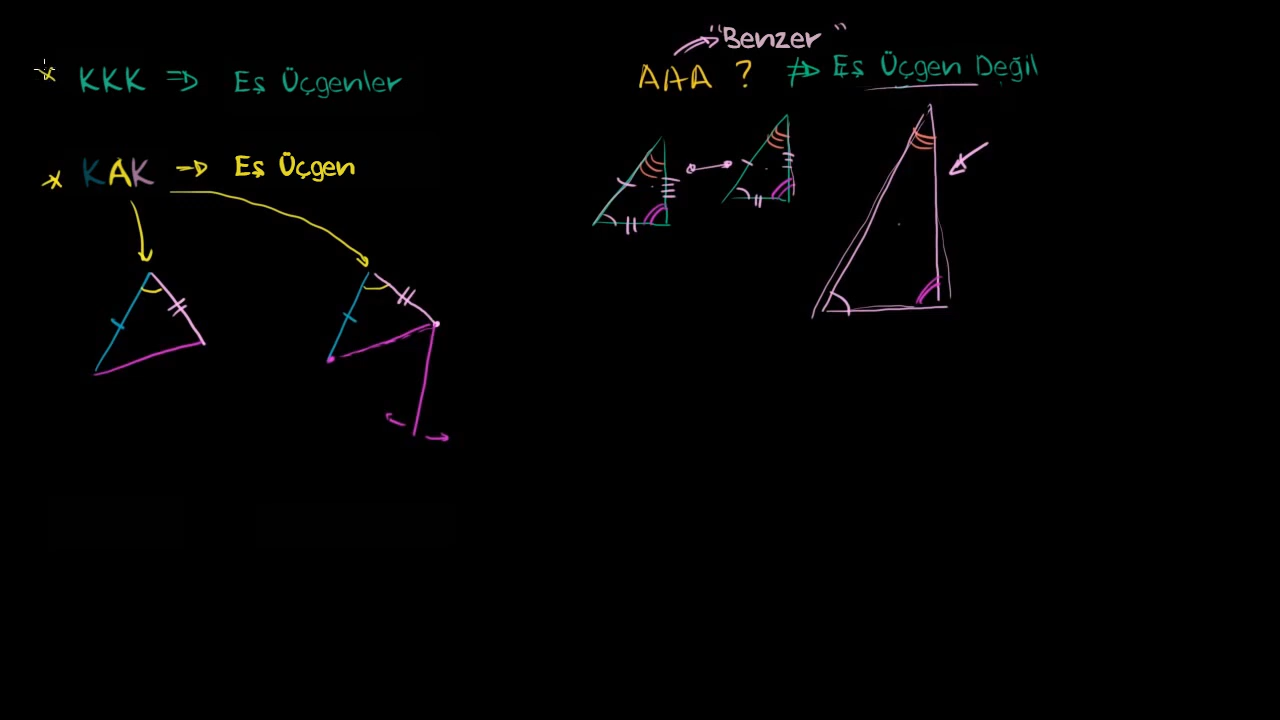 KKK ⇒ Eş Üçgenler
KAK ⇒ Eş Üçgen
"Benzer"
AAA ? ⇏ Eş Üçgen Değil